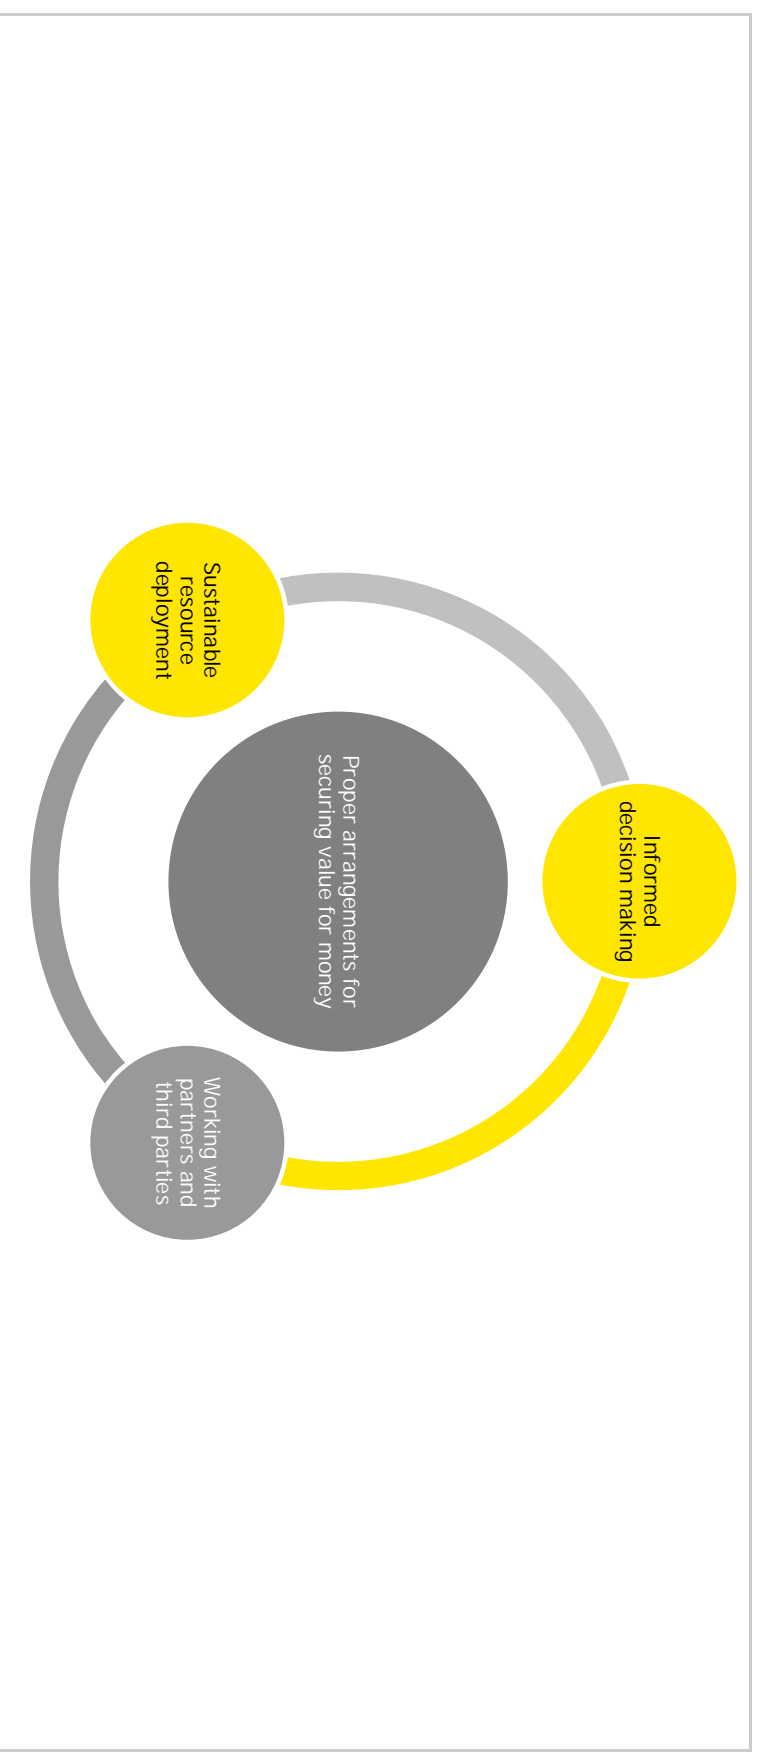 Informed
decision making
Proper arrangements for
securing value for money
Sustainable
resource
deployment
Working with
partners and
third parties